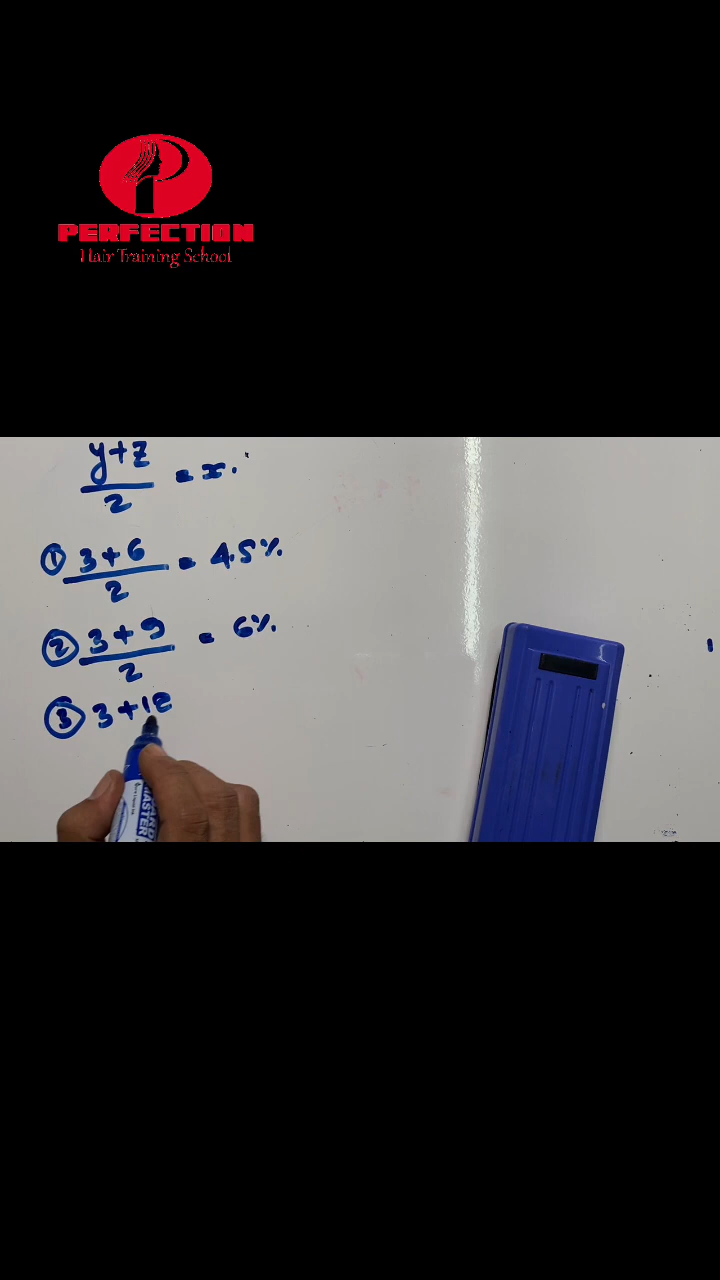 PERFECTION
Hair Training School
y+z
2
= x.
① 3+6
2
= 4.5%
② 3+9
2
= 6%
③ 3+12
MASTER